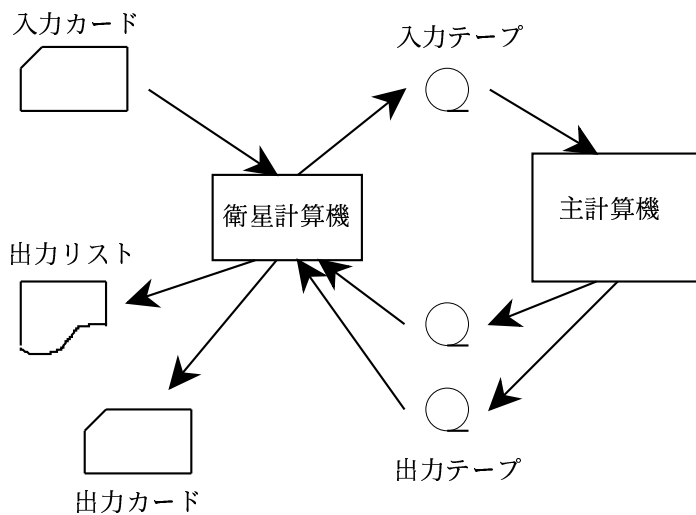 入力カード
入力テープ
衛星計算機
主計算機
出力リスト
出力テープ
出力カード